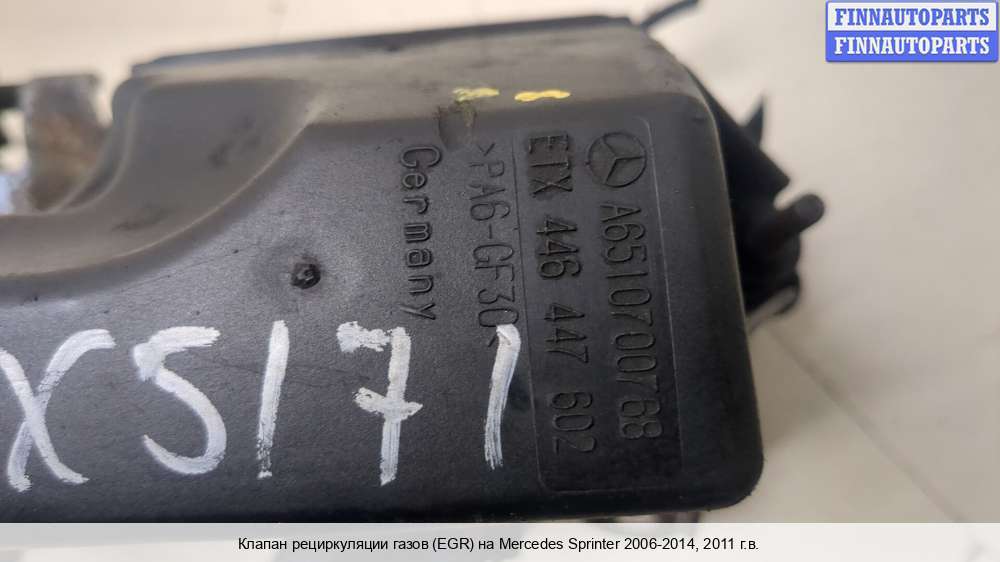 FINNAUTOPARTS
FINNAUTOPARTS
A6510700768
ETX 446 447 602
>PA6-GF30<
Germany
X5171
Клапан рециркуляции газов (EGR) на Mercedes Sprinter 2006-2014, 2011 г.в.